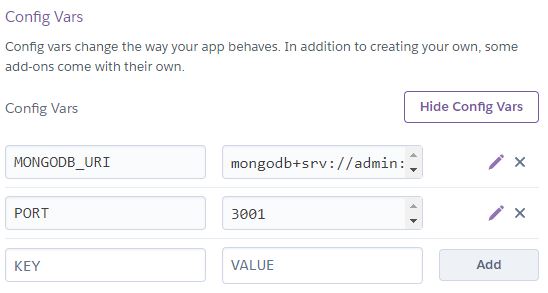 Config Vars
Config vars change the way your app behaves. In addition to creating your own, some
add-ons come with their own.
Config Vars
Hide Config Vars
MONGODB_URI
mongodb+srv://admin:
PORT
3001
KEY
VALUE
Add